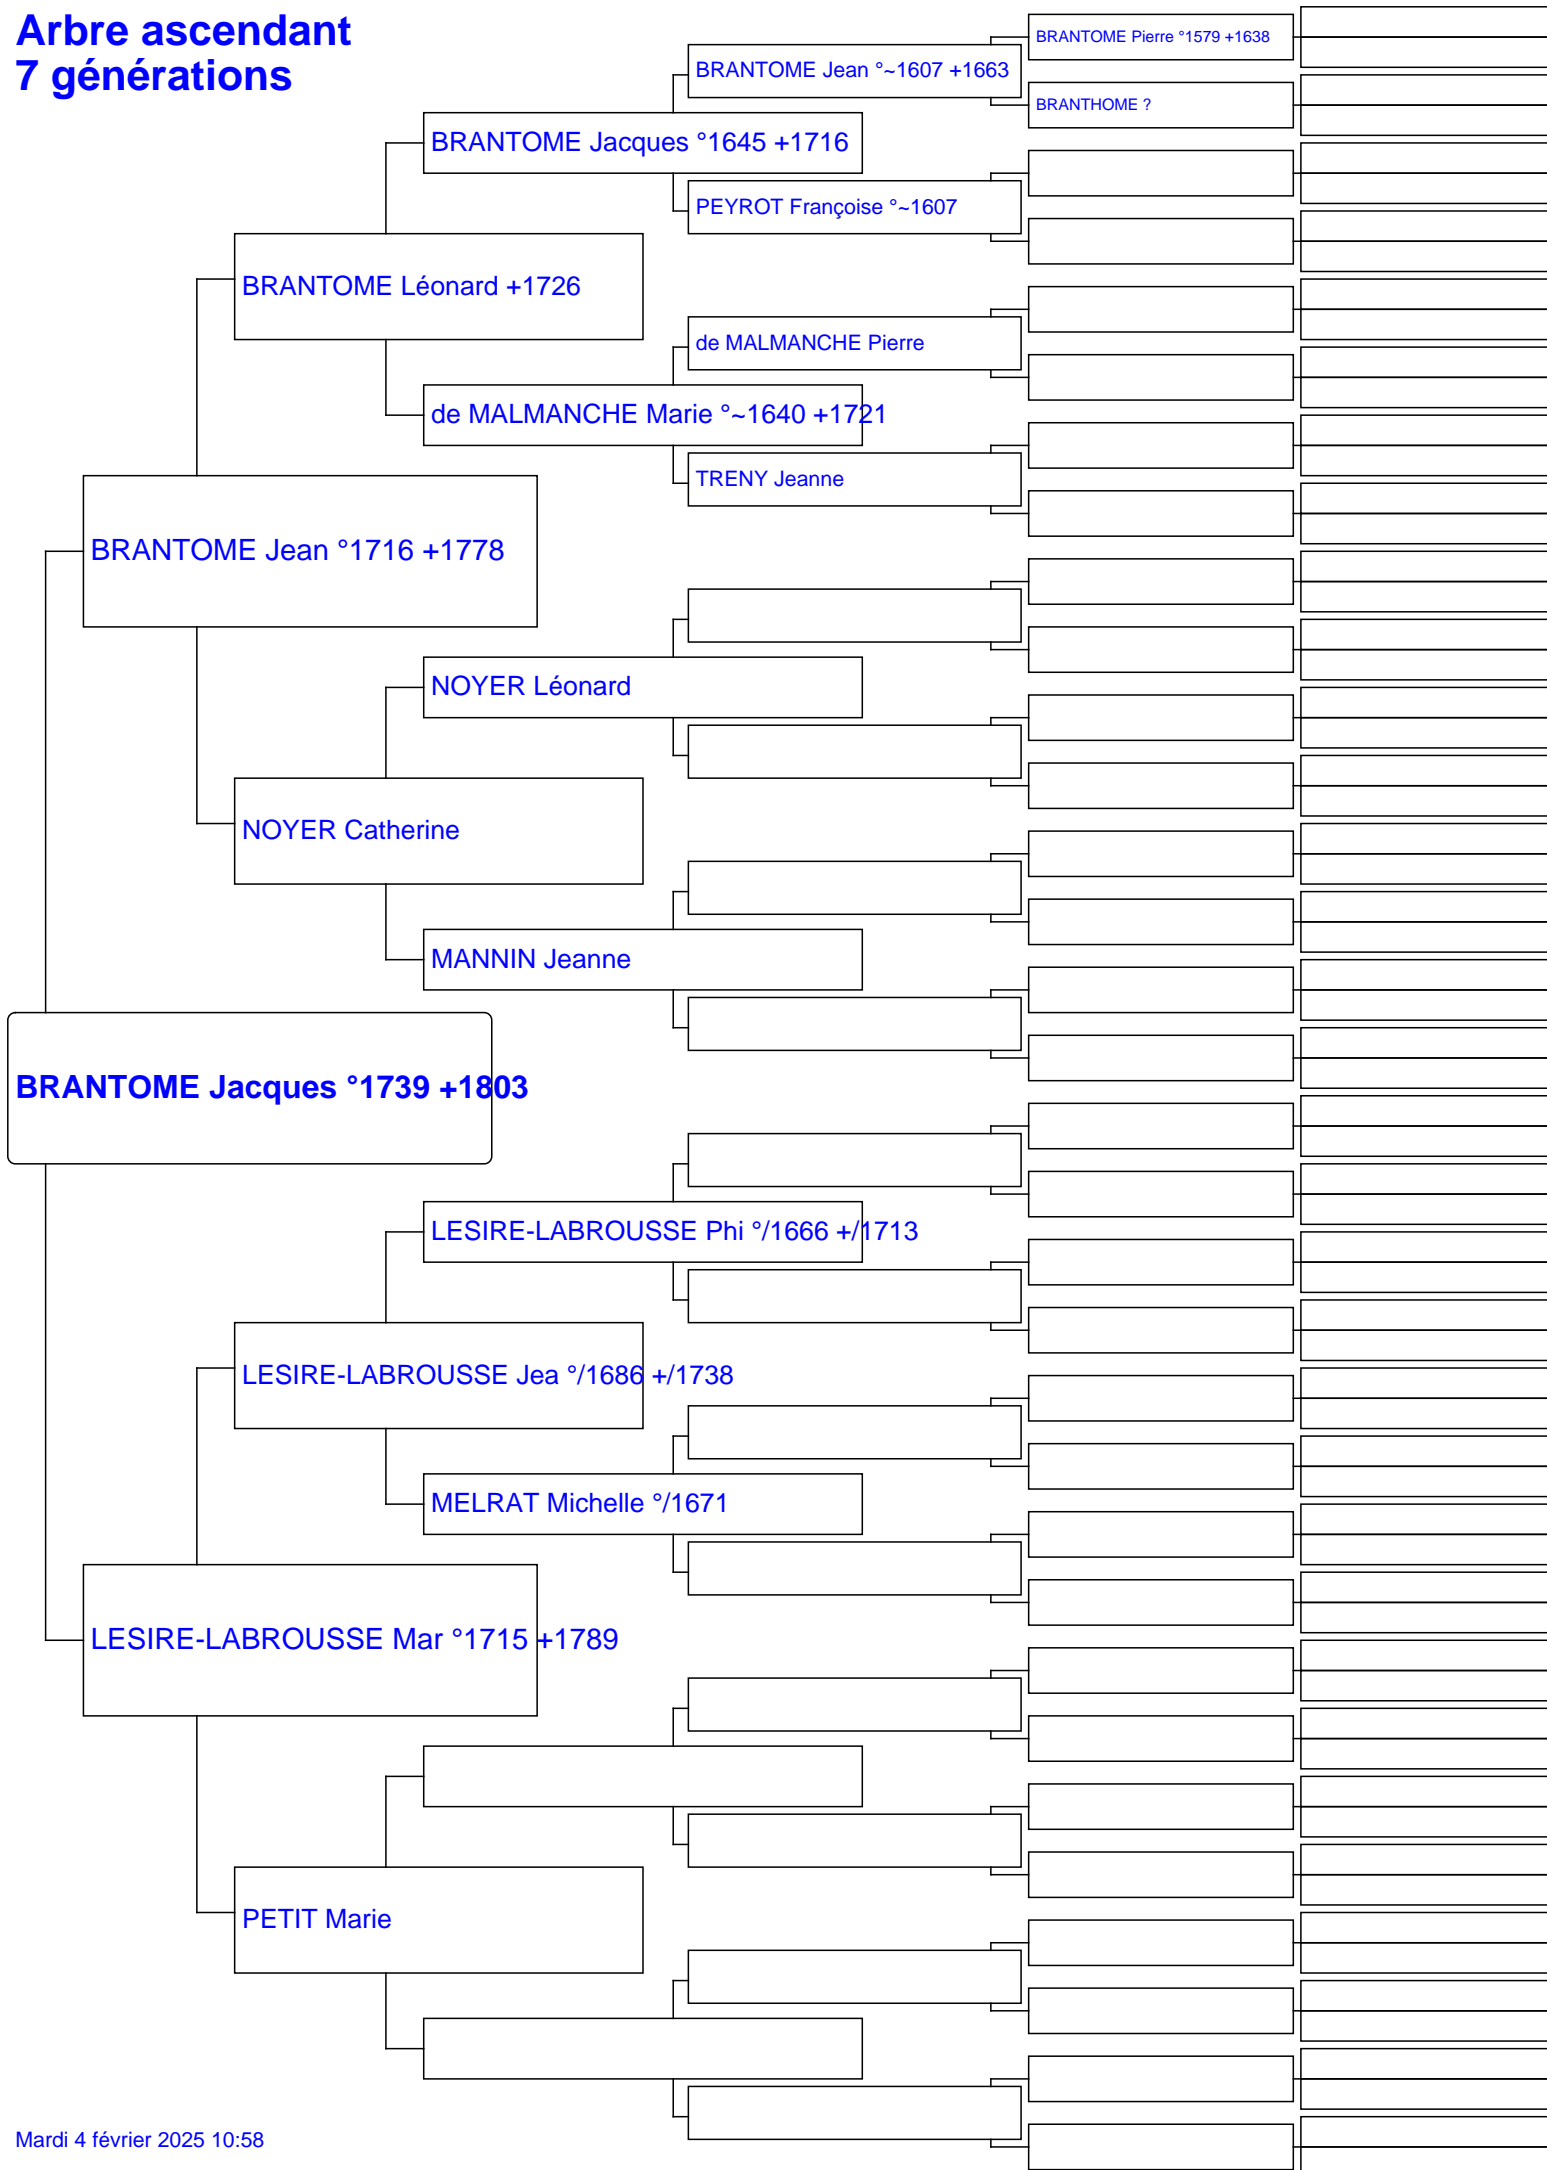 Arbre ascendant
7 générations
BRANTOME Pierre °1579 +1638
BRANTOME Jean °~1607 +1663
BRANTHOME ?
BRANTOME Jacques °1645 +1716
PEYROT Françoise °~1607
BRANTOME Léonard +1726
de MALMANCHE Pierre
de MALMANCHE Marie °~1640 +1721
TRENY Jeanne
BRANTOME Jean °1716 +1778
NOYER Léonard
NOYER Catherine
MANNIN Jeanne
BRANTOME Jacques °1739 +1803
LESIRE-LABROUSSE Phi °/1666 +/1713
LESIRE-LABROUSSE Jea °/1686 +/1738
MELRAT Michelle °/1671
LESIRE-LABROUSSE Mar °1715 +1789
PETIT Marie
Mardi 4 février 2025 10:58